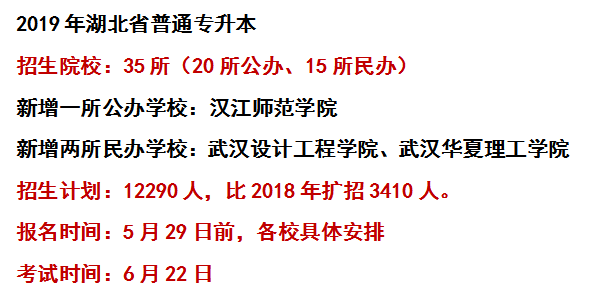 2019年湖北省普通专升本
招生院校：35所（20所公办、15所民办）
新增一所公办学校：汉江师范学院
新增两所民办学校：武汉设计工程学院、武汉华夏理工学院
招生计划：12290人，比2018年扩招3410人。
报名时间：5月29日前，各校具体安排
考试时间：6月22日